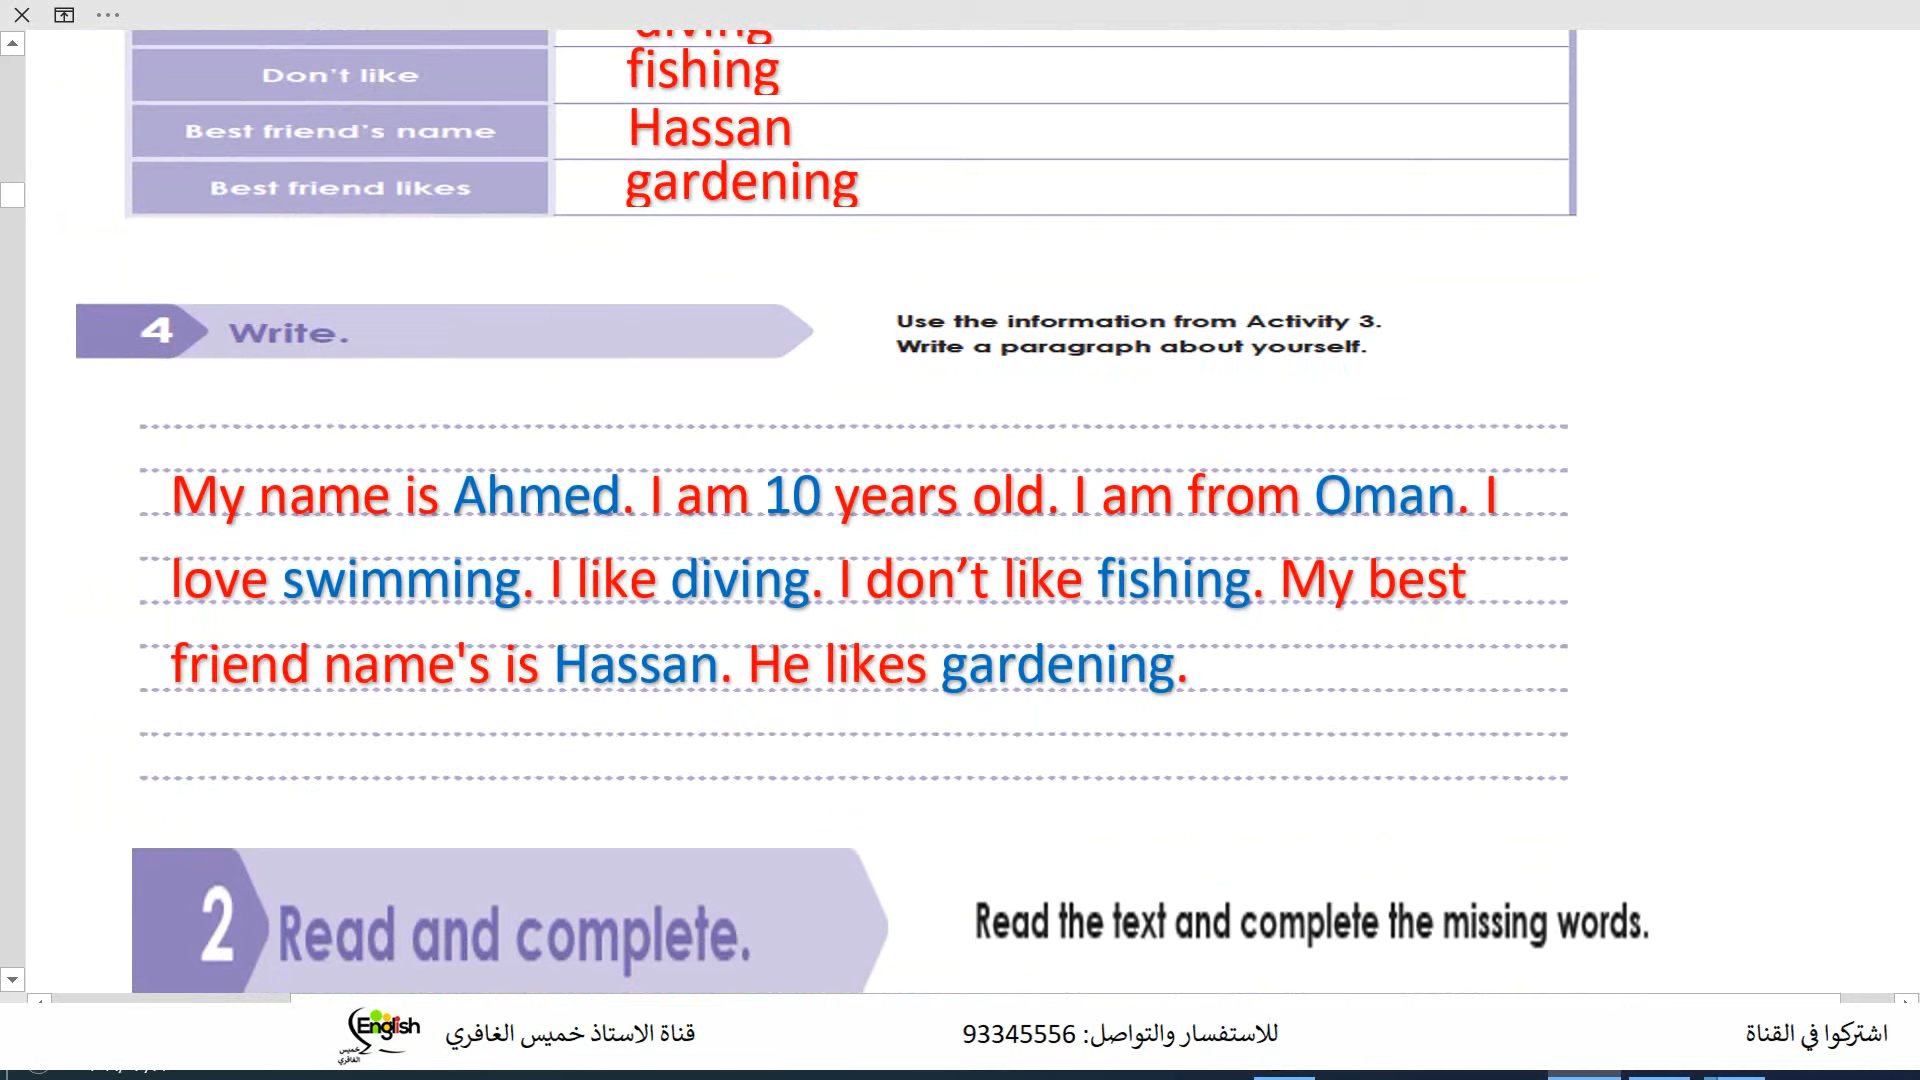 diving
Don't like
fishing
Best friend's name
Hassan
Best friend likes
gardening
4 Write.
Use the information from Activity 3.
Write a paragraph about yourself.
My name is Ahmed. I am 10 years old. I am from Oman. I
love swimming. I like diving. I don’t like fishing. My best
friend name's is Hassan. He likes gardening.
2 Read and complete.
Read the text and complete the missing words.
English
خميس
الغافري
قناة الاستاذ خميس الغافري
للاستفسار والتواصل: 93345556
اشتركوا في القناة